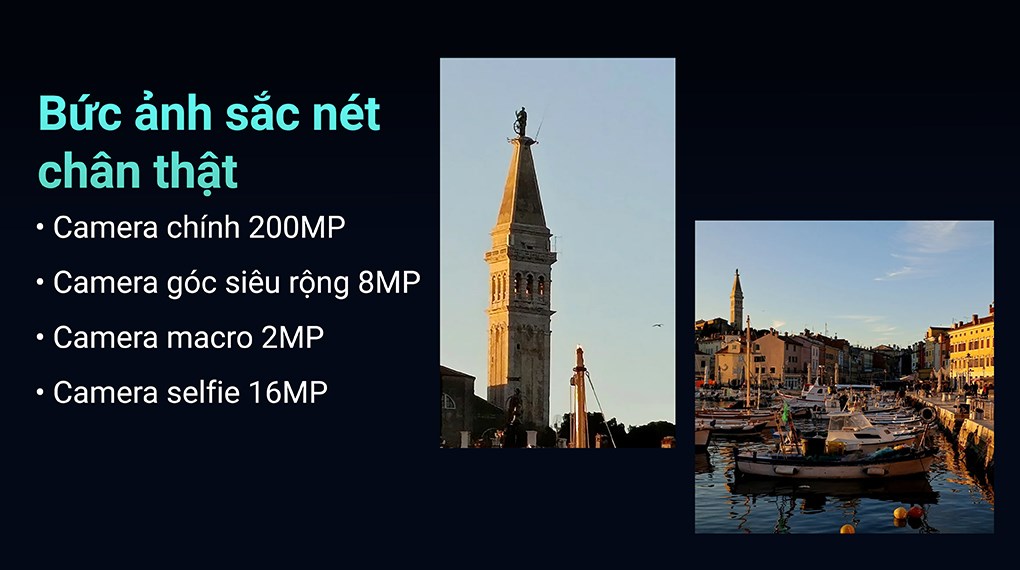 Bức ảnh sắc nét
chân thật
• Camera chính 200MP
• Camera góc siêu rộng 8MP
• Camera macro 2MP
• Camera selfie 16MP